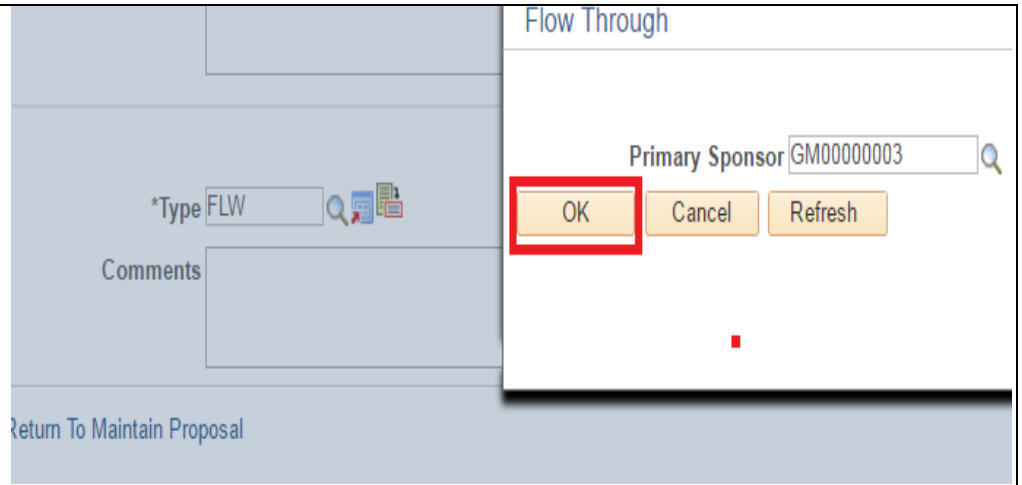 Flow Through
Primary Sponsor GM00000003
OK Cancel Refresh
*Type FLW
Comments
Return To Maintain Proposal